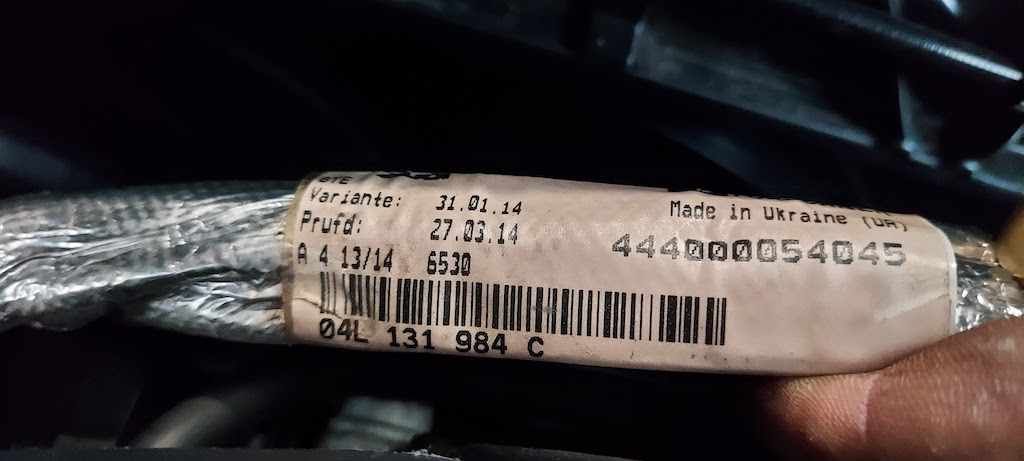 Variante: 31.01.14
Prufd: 27.03.14
A 4 13/14 6530
04L 131 984 C
Made in Ukraine (UA)
444000054045